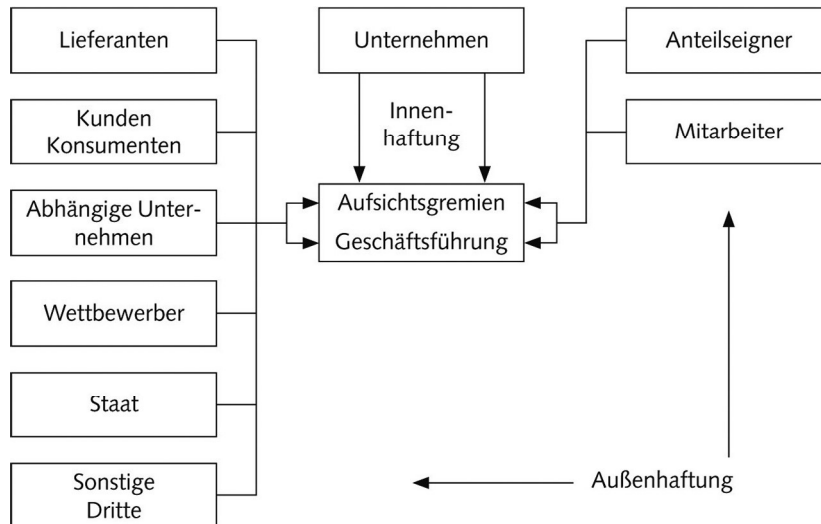 Lieferanten
Kunden
Konsumenten
Abhängige Unter-
nehmen
Wettbewerber
Staat
Sonstige
Dritte
Unternehmen
Innen-
haftung
Aufsichtsgremien
Geschäftsführung
Anteilseigner
Mitarbeiter
Außenhaftung